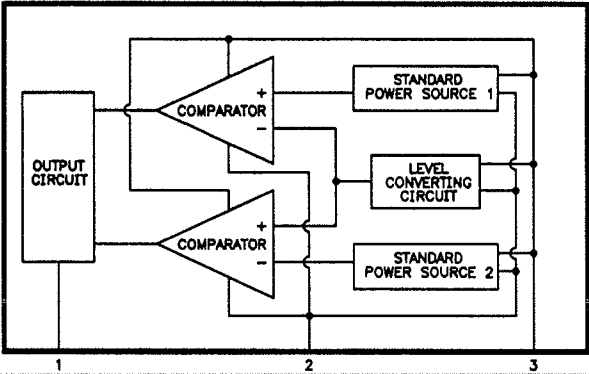 STANDARD
POWER SOURCE 1
+
COMPARATOR
−
OUTPUT
CIRCUIT
LEVEL
CONVERTING
CIRCUIT
+
COMPARATOR
−
STANDARD
POWER SOURCE 2
1 2 3